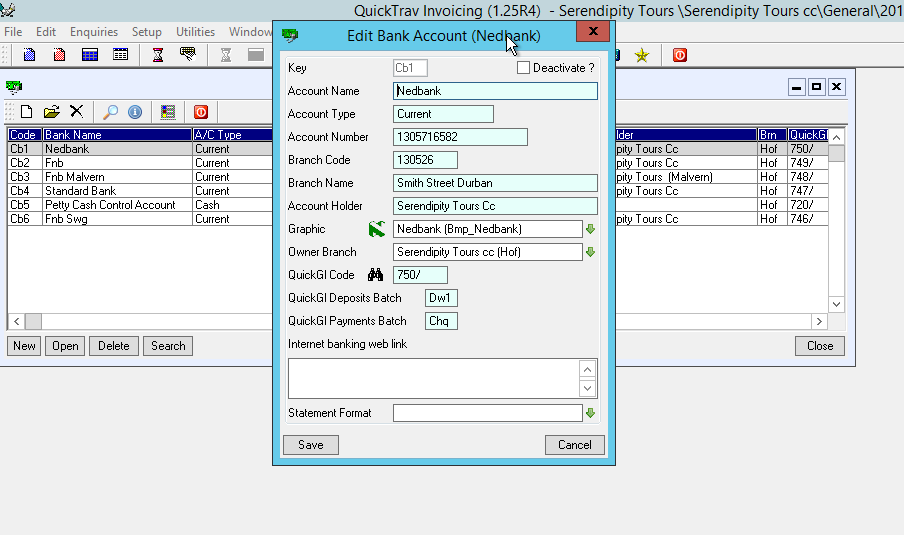 QuickTrav Invoicing (1.25R4) - Serendipity Tours \Serendipity Tours cc\General\201
File Edit Enquiries Setup Utilities Window
Edit Bank Account (Nedbank)
x
Key Cb1 Deactivate ?
Account Name Nedbank
Account Type Current
Account Number 1305716582
Branch Code 130526
Branch Name Smith Street Durban
Account Holder Serendipity Tours Cc
Graphic Nedbank (Bmp_Nedbank)
Owner Branch Serendipity Tours cc (Hof)
QuickGl Code 750/
QuickGl Deposits Batch Dw1
QuickGl Payments Batch Chq
Internet banking web link
Statement Format
Save Cancel
Code Bank Name A/C Type lder Brn QuickGl
Cb1 Nedbank Current pity Tours Cc Hof 750/
Cb2 Fnb Current pity Tours Cc Hof 749/
Cb3 Fnb Malvern Current pity Tours (Malvern) Hof 748/
Cb4 Standard Bank Current pity Tours Cc Hof 747/
Cb5 Petty Cash Control Account Cash Hof 720/
Cb6 Fnb Swg Current pity Tours Cc Hof 746/
New Open Delete Search Close